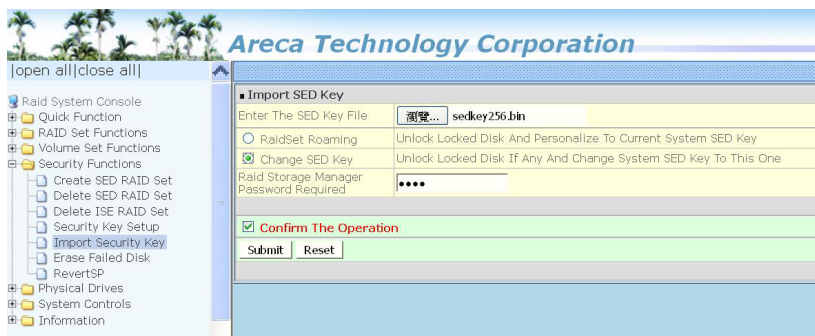 Areca Technology Corporation
|open all|close all|
Raid System Console
Quick Function
RAID Set Functions
Volume Set Functions
Security Functions
Create SED RAID Set
Delete SED RAID Set
Delete ISE RAID Set
Security Key Setup
Import Security Key
Erase Failed Disk
RevertSP
Physical Drives
System Controls
Information
Import SED Key
Enter The SED Key File 瀏覽... sedkey256.bin
RaidSet Roaming Unlock Locked Disk And Personalize To Current System SED Key
Change SED Key Unlock Locked Disk If Any And Change System SED Key To This One
Raid Storage Manager
Password Required ••••
Confirm The Operation
Submit Reset